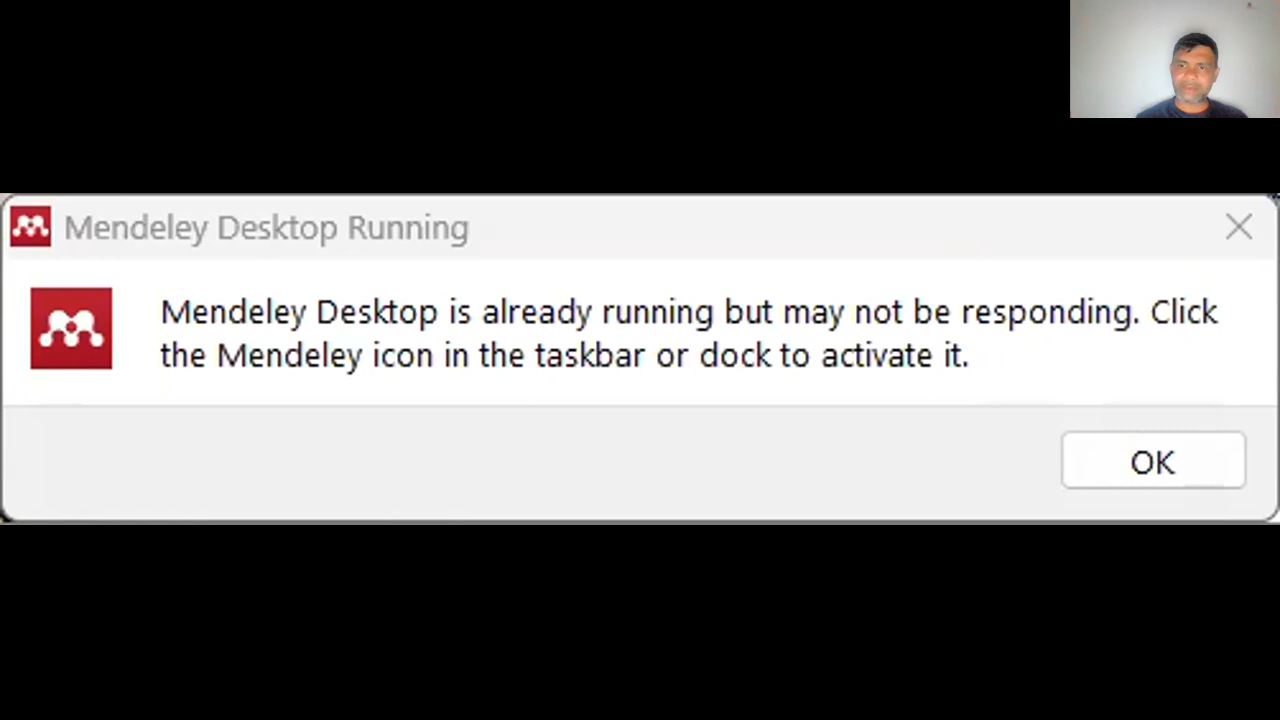 Mendeley Desktop Running
Mendeley Desktop is already running but may not be responding. Click
the Mendeley icon in the taskbar or dock to activate it.
OK